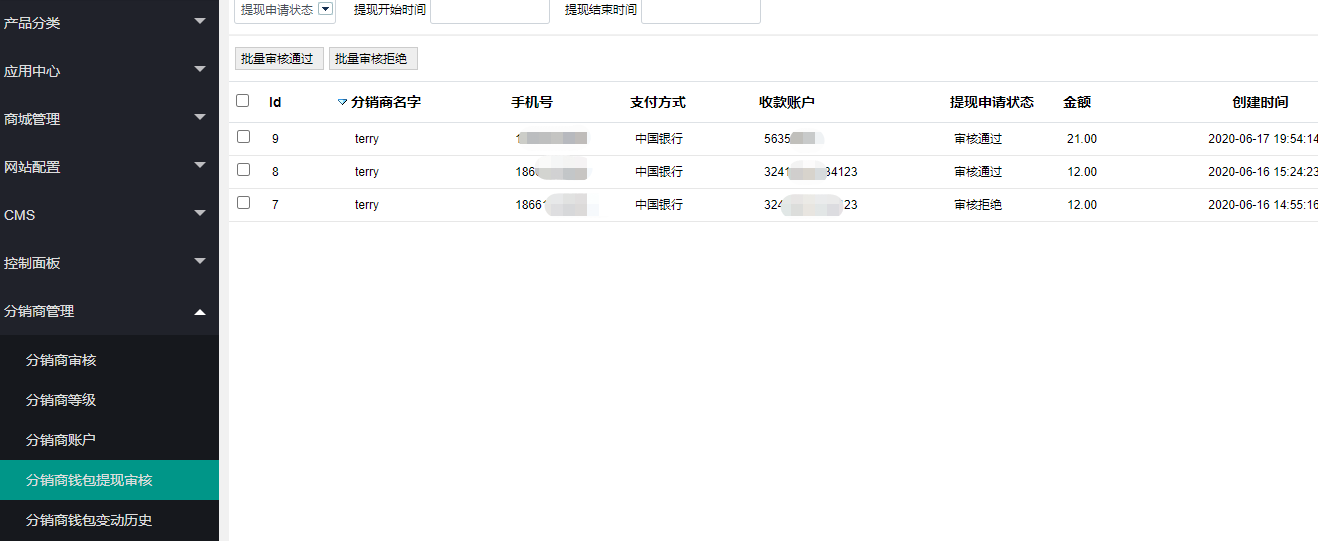 产品分类
应用中心
商城管理
网站配置
CMS
控制面板
分销商管理
分销商审核
分销商等级
分销商账户
分销商钱包提现审核
分销商钱包变动历史
提现申请状态 提现开始时间 提现结束时间
批量审核通过 批量审核拒绝
Id 分销商名字 手机号 支付方式 收款账户 提现申请状态 金额 创建时间
9 terry 中国银行 5635 审核通过 21.00 2020-06-17 19:54:14
8 terry 186 中国银行 324 34123 审核通过 12.00 2020-06-16 15:24:23
7 terry 1866 中国银行 324 23 审核拒绝 12.00 2020-06-16 14:55:16